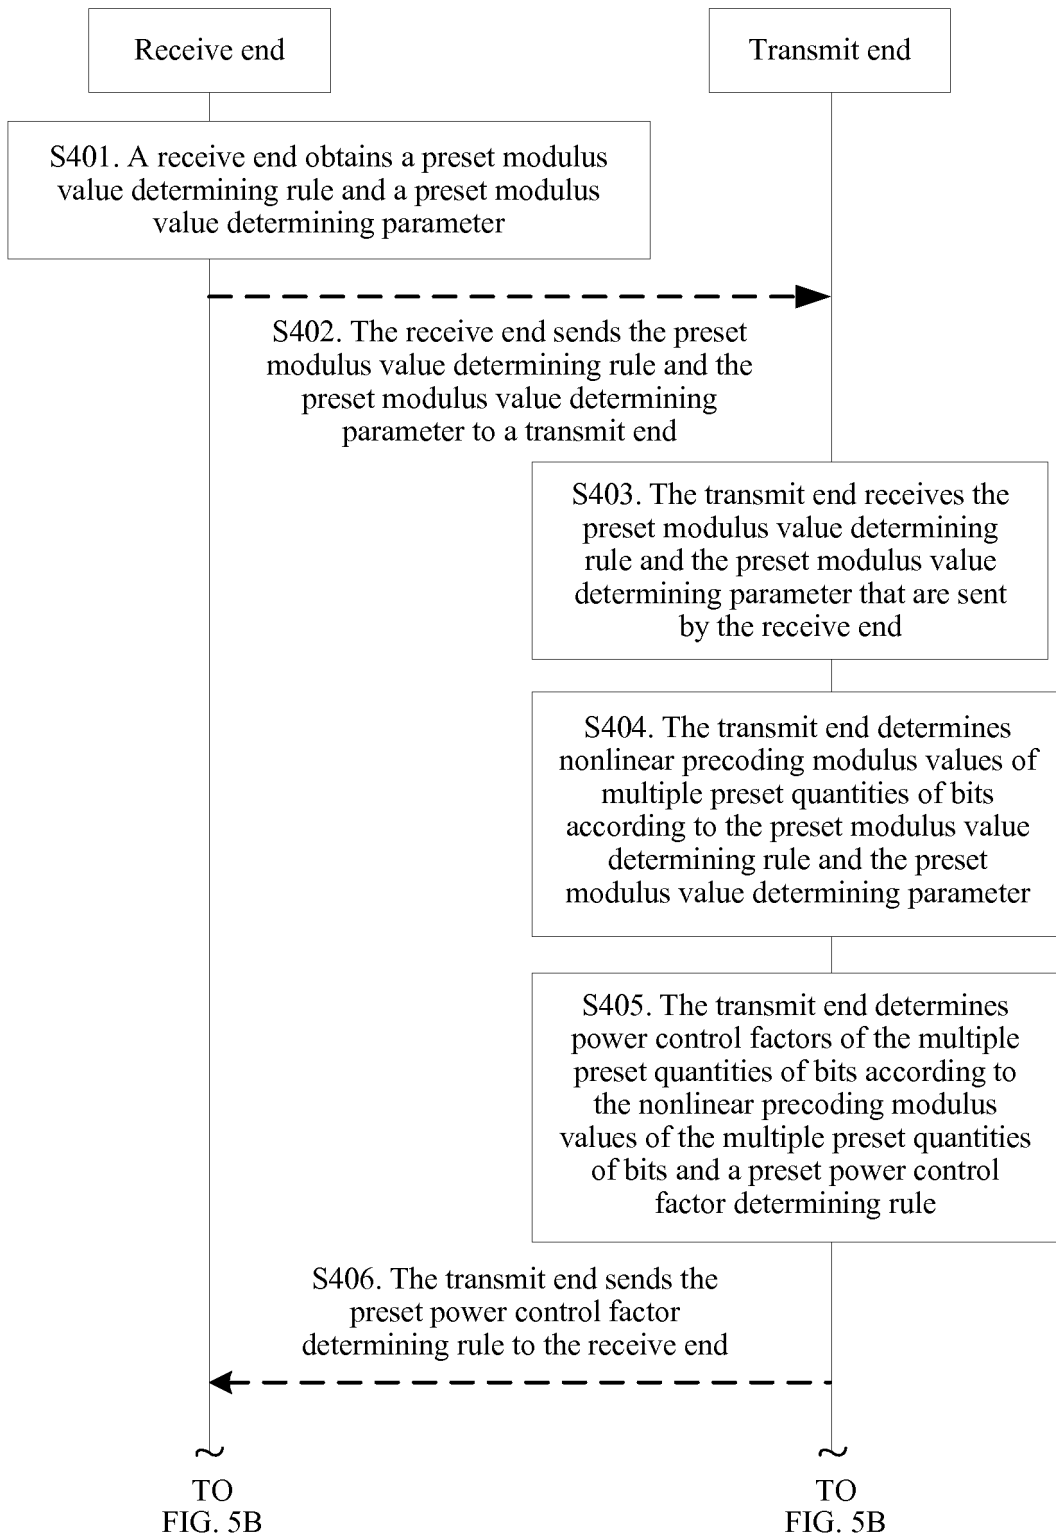 Receive end
Transmit end
S401. A receive end obtains a preset modulus
value determining rule and a preset modulus
value determining parameter
S402. The receive end sends the preset
modulus value determining rule and the
preset modulus value determining
parameter to a transmit end
S403. The transmit end receives the
preset modulus value determining
rule and the preset modulus value
determining parameter that are sent
by the receive end
S404. The transmit end determines
nonlinear precoding modulus values of
multiple preset quantities of bits
according to the preset modulus value
determining rule and the preset
modulus value determining parameter
S405. The transmit end determines
power control factors of the multiple
preset quantities of bits according to
the nonlinear precoding modulus
values of the multiple preset quantities
of bits and a preset power control
factor determining rule
S406. The transmit end sends the
preset power control factor
determining rule to the receive end
TO
FIG. 5B
TO
FIG. 5B